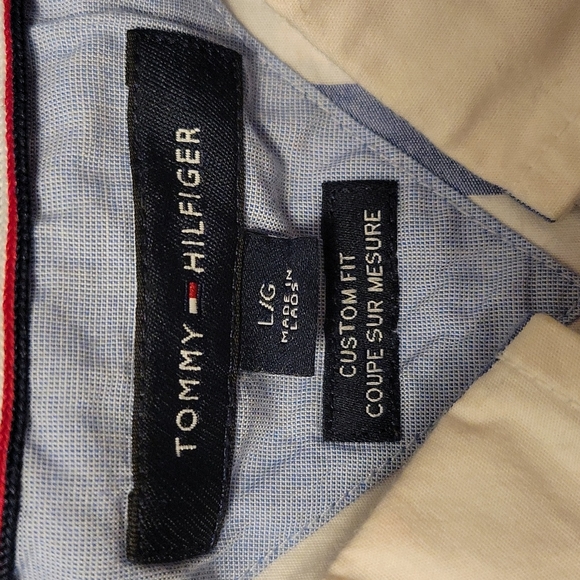 TOMMY HILFIGER
L/G
MADE IN
LAOS
CUSTOM FIT
COUPE SUR MESURE